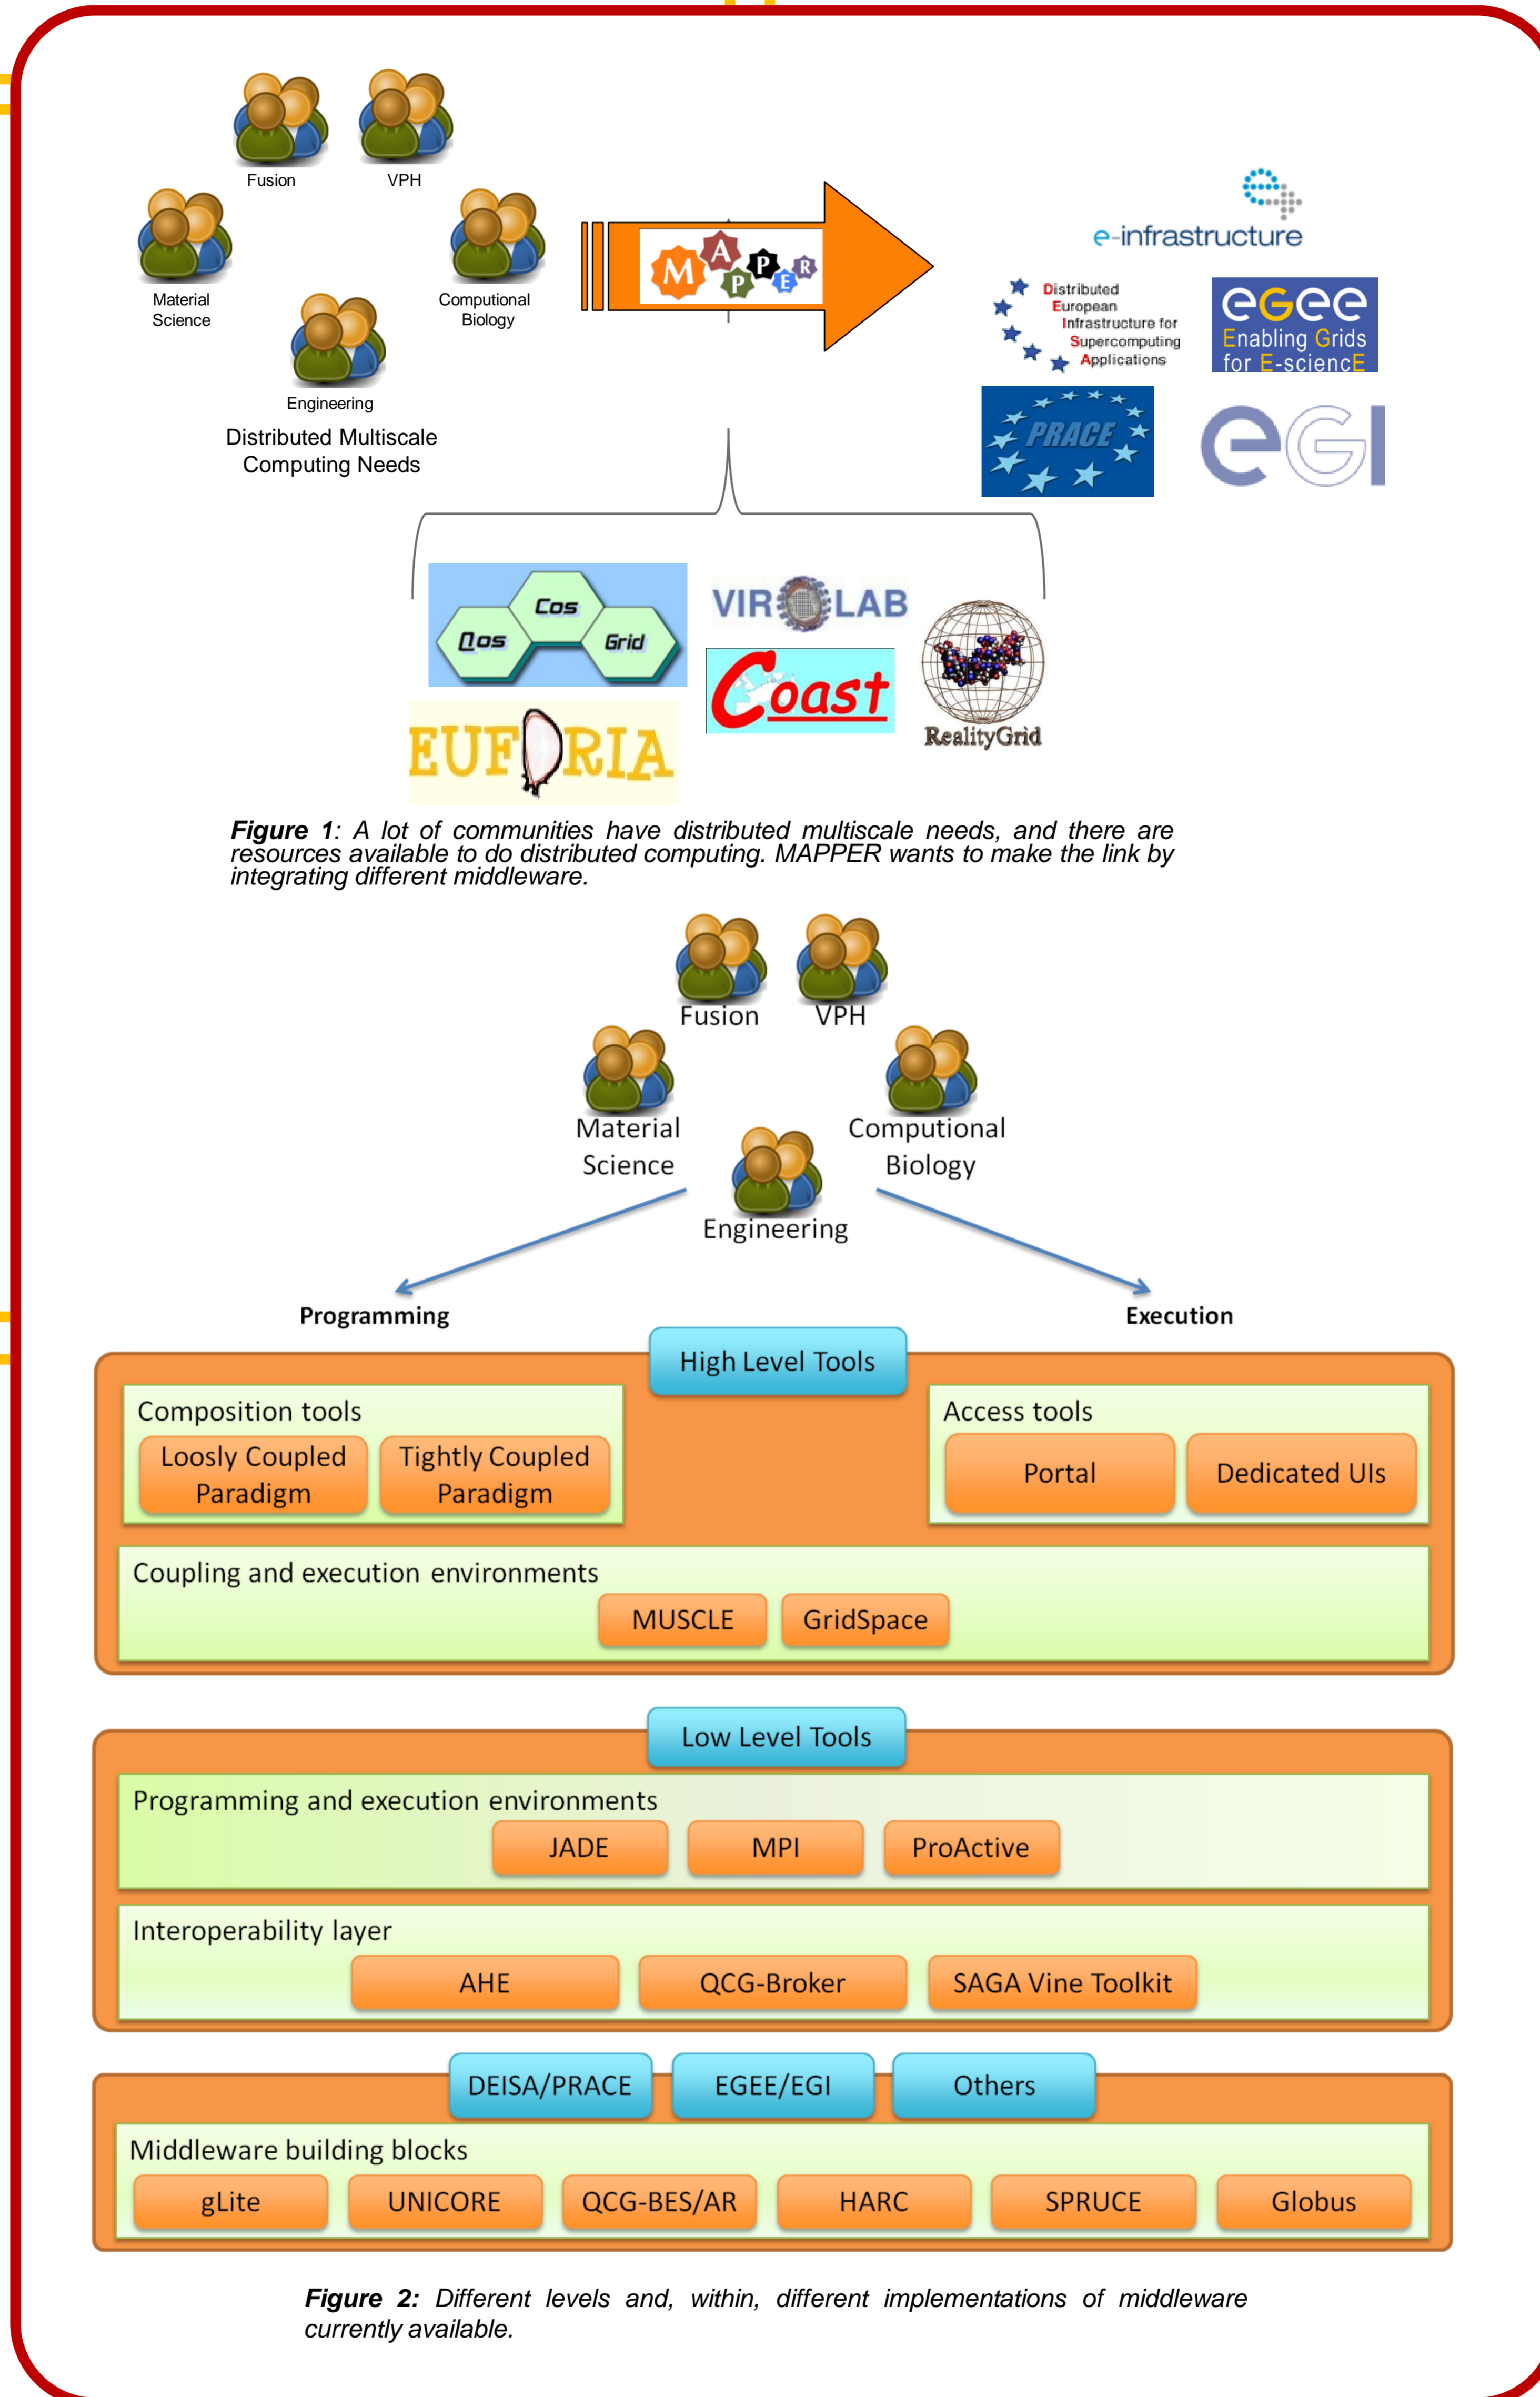 Fusion
VPH
Material
Science
Computional
Biology
Engineering
Distributed Multiscale
Computing Needs
MAPPER
e-infrastructure
Distributed
European
Infrastructure for
Supercomputing
Applications
eGee
Enabling Grids
for E-sciencE
PRACE
eGI
Qos
Cos
Grid
VIROLAB
Coast
RealityGrid
EUFORIA
Figure 1: A lot of communities have distributed multiscale needs, and there are
resources available to do distributed computing. MAPPER wants to make the link by
integrating different middleware.
Fusion
VPH
Material
Science
Computional
Biology
Engineering
Programming
Execution
High Level Tools
Composition tools
Loosly Coupled
Paradigm
Tightly Coupled
Paradigm
Access tools
Portal
Dedicated UIs
Coupling and execution environments
MUSCLE
GridSpace
Low Level Tools
Programming and execution environments
JADE
MPI
ProActive
Interoperability layer
AHE
QCG-Broker
SAGA Vine Toolkit
DEISA/PRACE
EGEE/EGI
Others
Middleware building blocks
gLite
UNICORE
QCG-BES/AR
HARC
SPRUCE
Globus
Figure 2: Different levels and, within, different implementations of middleware
currently available.